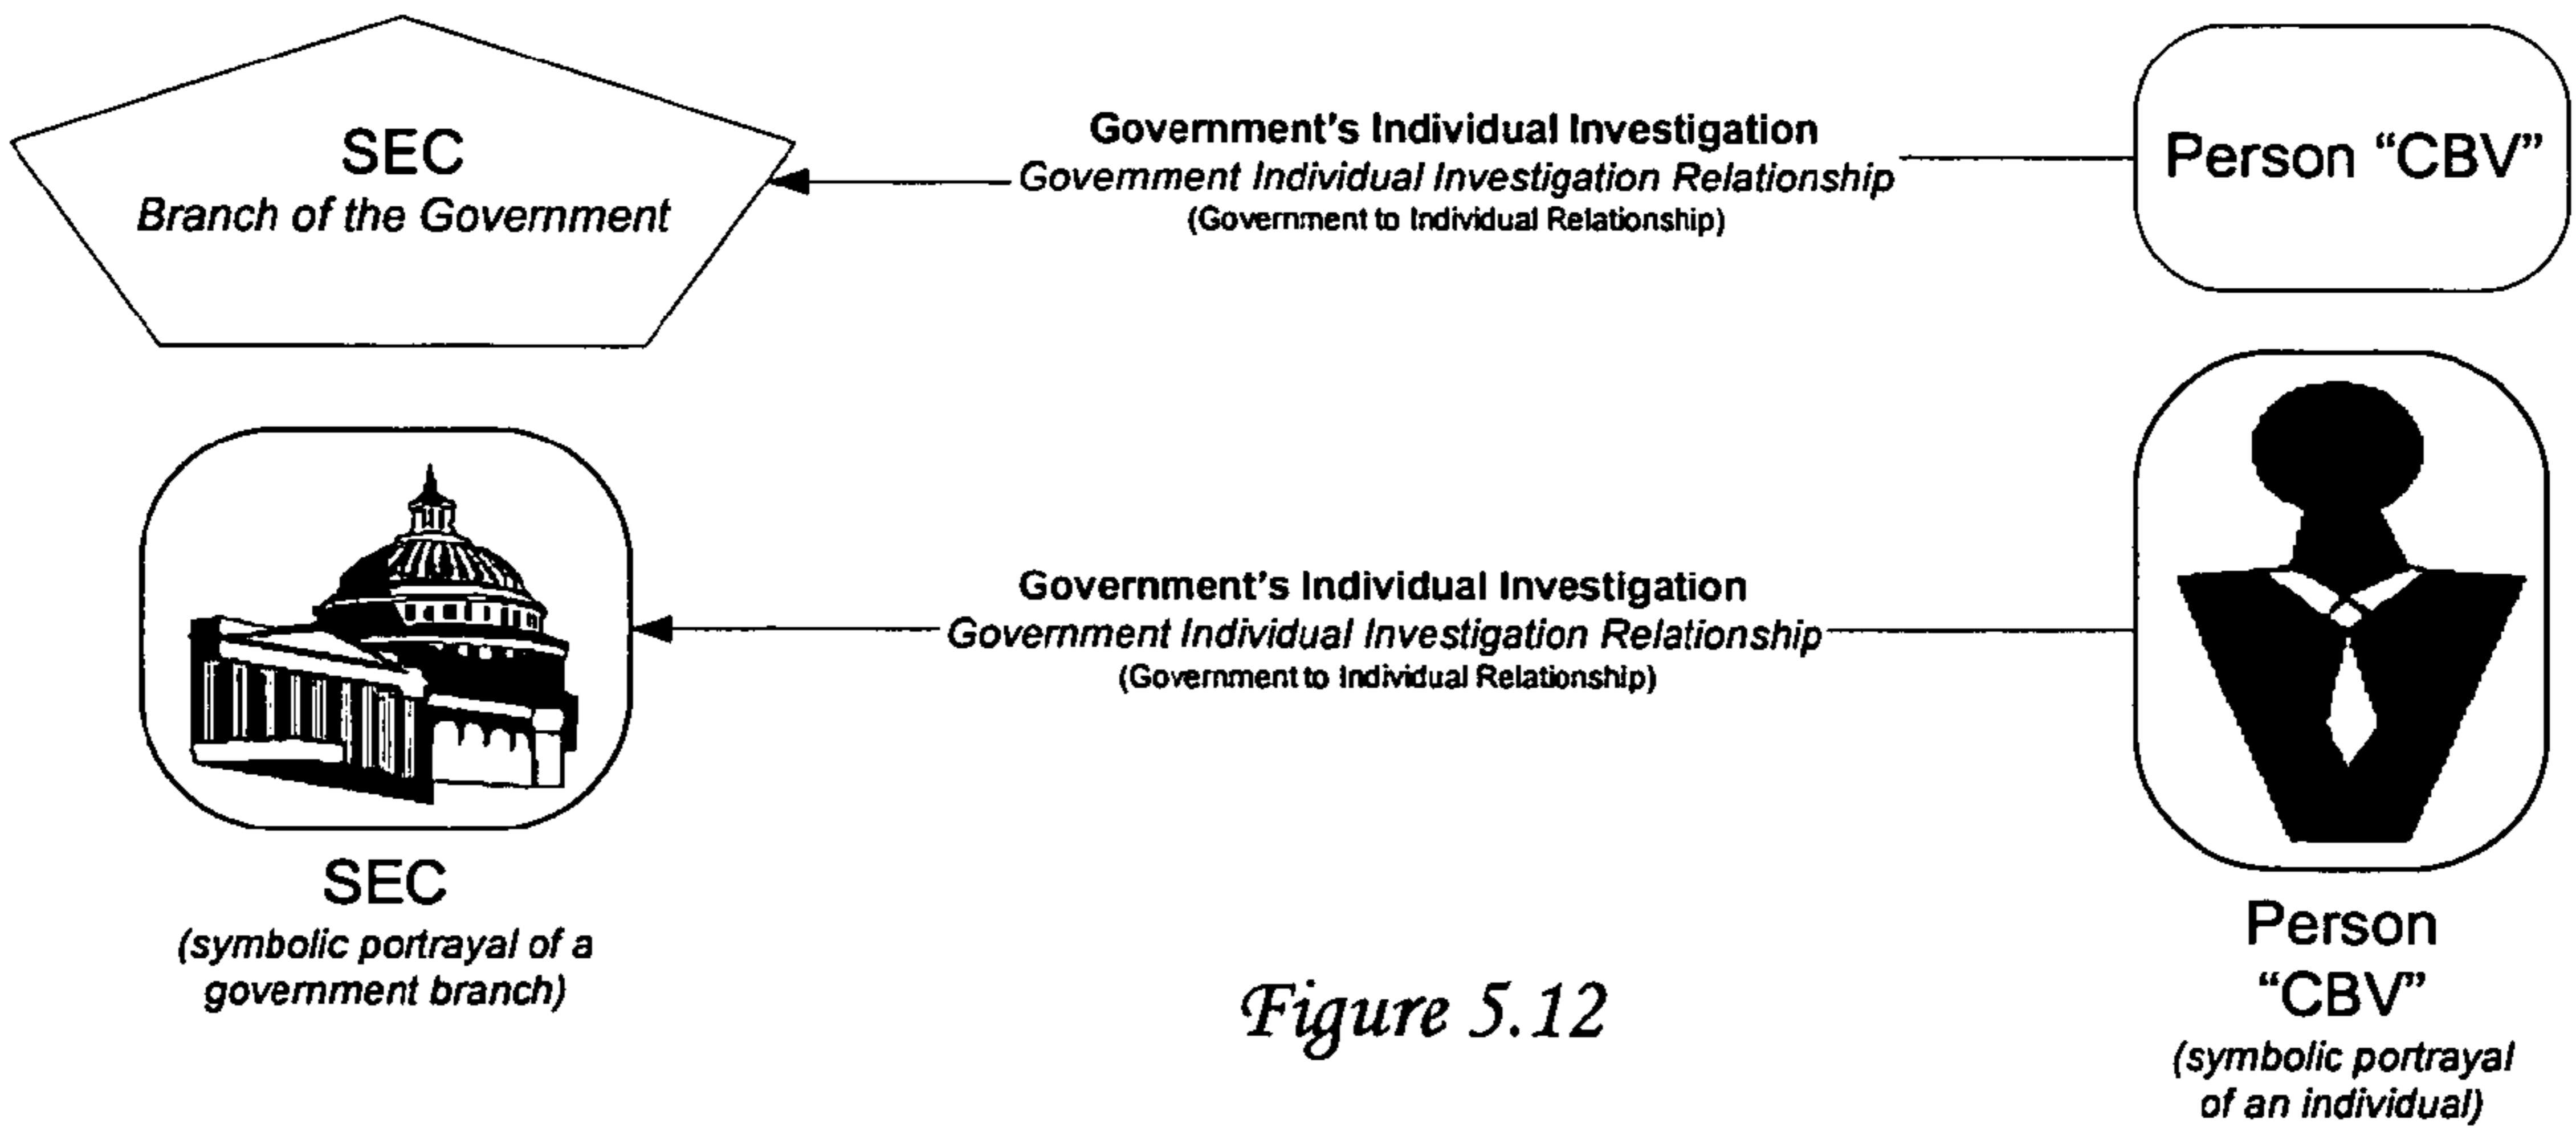 SEC
Branch of the Government
Government's Individual Investigation
Government Individual Investigation Relationship
(Government to Individual Relationship)
Person “CBV”
Government's Individual Investigation
Government Individual Investigation Relationship
(Government to Individual Relationship)
SEC
(symbolic portrayal of a
government branch)
Person
“CBV”
(symbolic portrayal
of an individual)
Figure 5.12